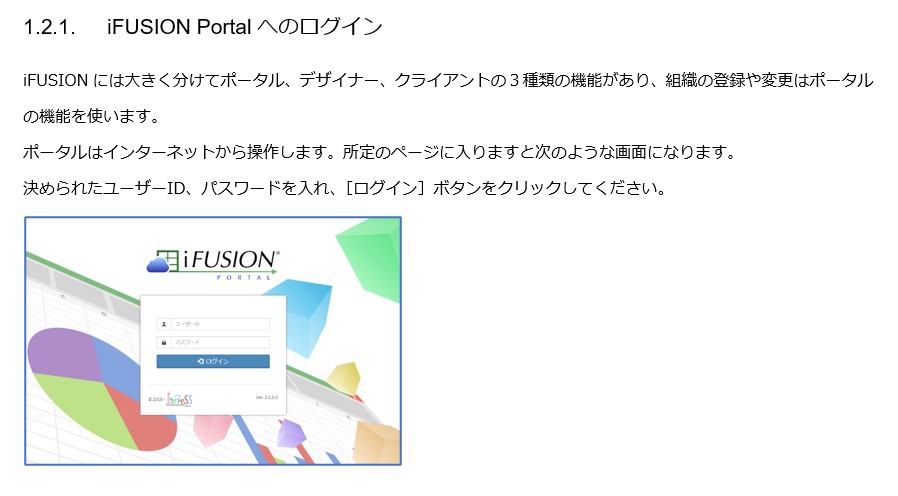 1.2.1. iFUSION Portal へのログイン
iFUSION には大きく分けてポータル、デザイナー、クライアントの３種類の機能があり、組織の登録や変更はポータル
の機能を使います。
ポータルはインターネットから操作します。所定のページに入りますと次のような画面になります。
決められたユーザーID、パスワードを入れ、［ログイン］ボタンをクリックしてください。
iFUSION®
PORTAL
ユーザーID
パスワード
ログイン
© 2016 -
Ver. 2.0.5.0